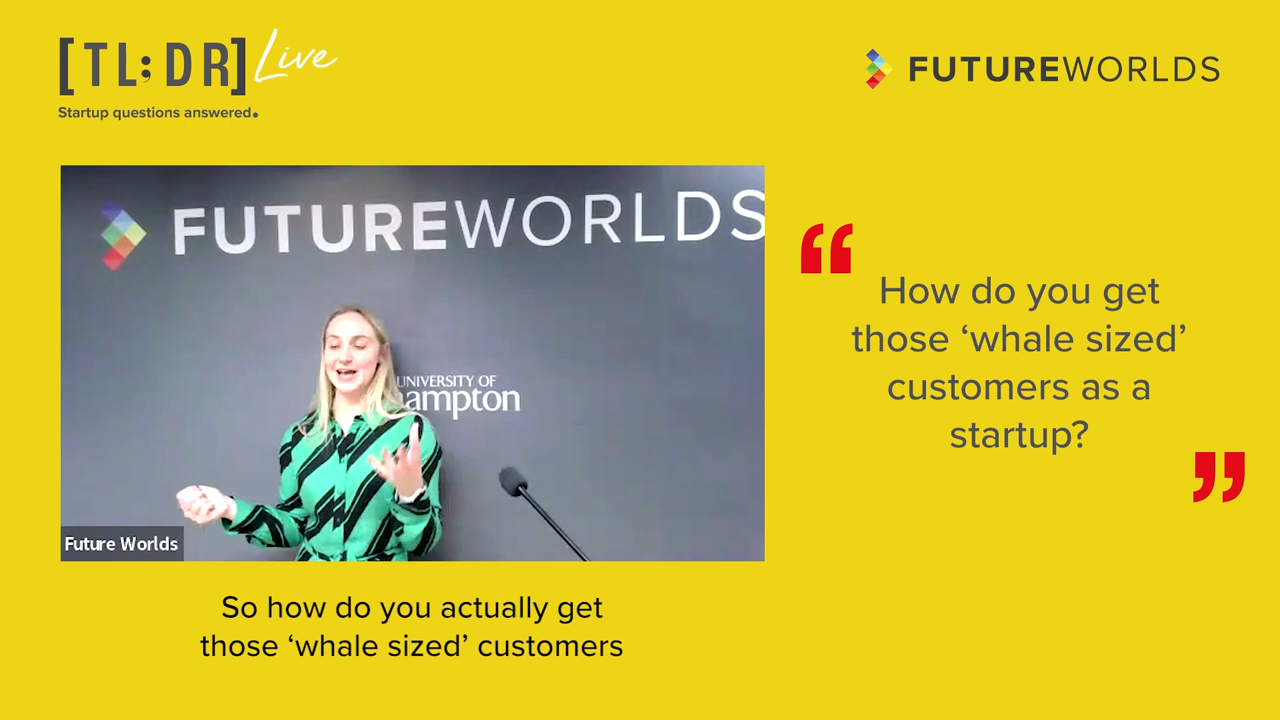 [TL;DR] Live
Startup questions answered.
FUTUREWORLDS
FUTUREWORLDS
UNIVERSITY OF
ampton
Future Worlds
“How do you get
those ‘whale sized’
customers as a
startup?”
So how do you actually get
those ‘whale sized’ customers